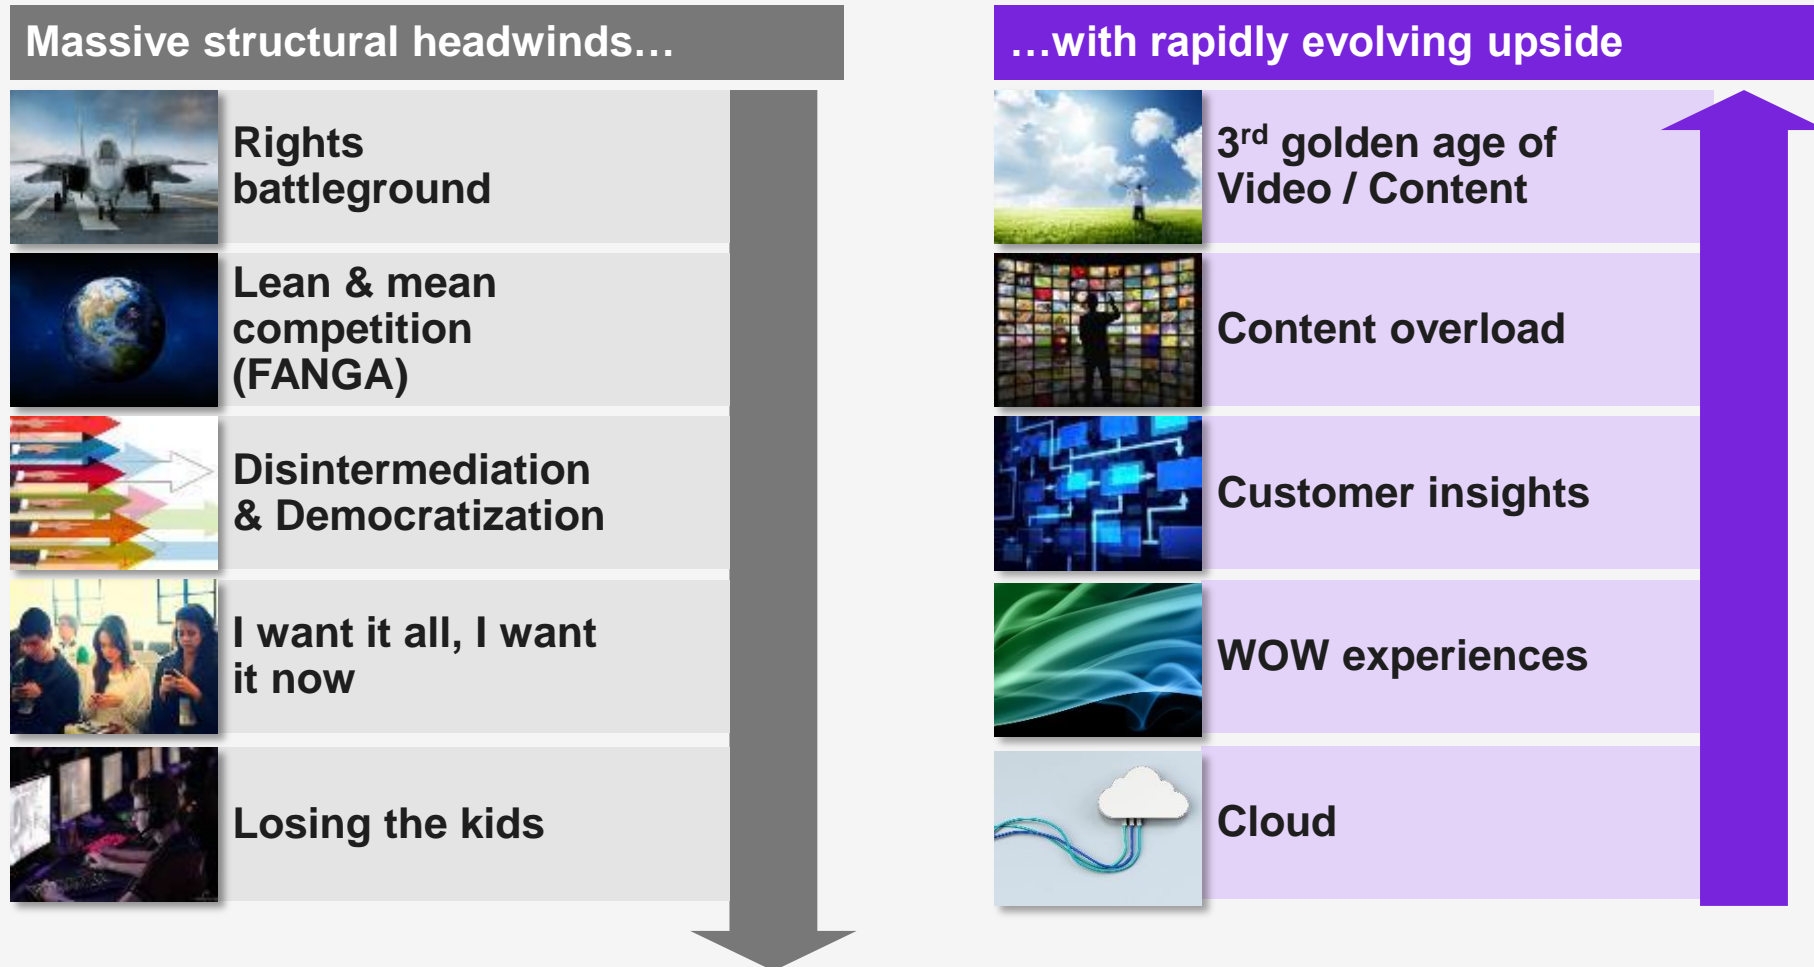 Massive structural headwinds…
Rights
battleground
Lean & mean
competition
(FANGA)
Disintermediation
& Democratization
I want it all, I want
it now
Losing the kids
…with rapidly evolving upside
3rd golden age of
Video / Content
Content overload
Customer insights
WOW experiences
Cloud